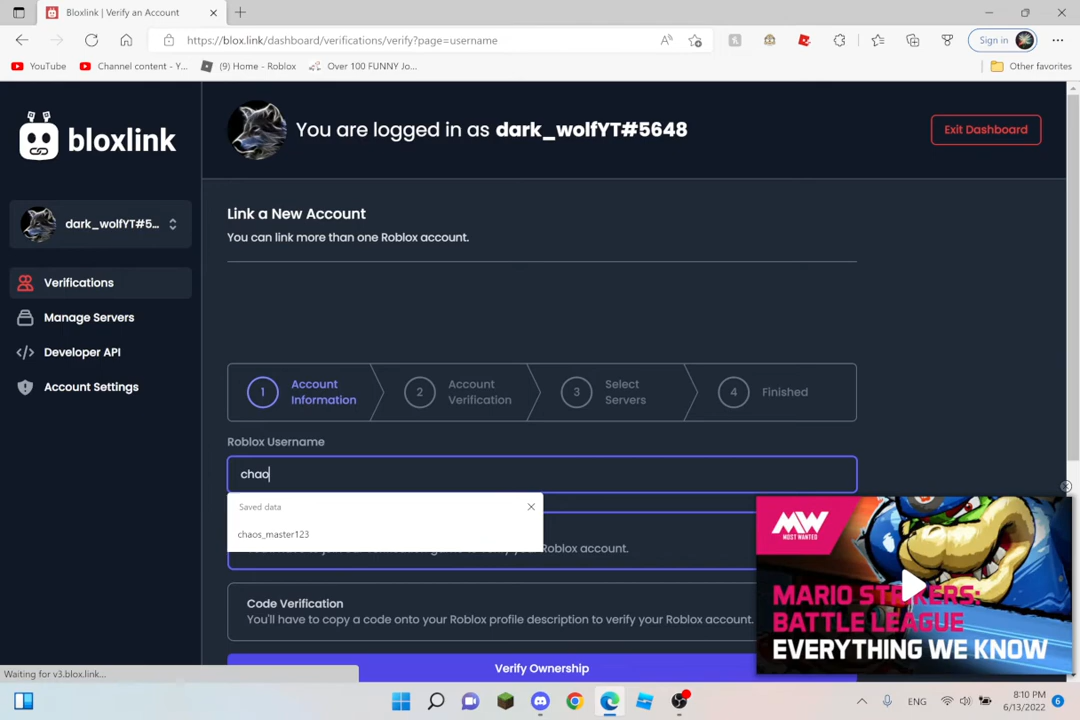 Bloxlink | Verify an Account
https://blox.link/dashboard/verifications/verify?page=username
Sign in
YouTube
Channel content - Y...
(9) Home - Roblox
Over 100 FUNNY Jo...
Other favorites
bloxlink
You are logged in as dark_wolfYT#5648
Exit Dashboard
dark_wolfYT#5...
Verifications
Manage Servers
Developer API
Account Settings
Link a New Account
You can link more than one Roblox account.
1 Account Information
2 Account Verification
3 Select Servers
4 Finished
Roblox Username
chao
Saved data
chaos_master123
Roblox account.
Code Verification
You'll have to copy a code onto your Roblox profile description to verify your Roblox account.
Verify Ownership
MW
MOST WANTED
MARIO STRIKERS:
BATTLE LEAGUE
EVERYTHING WE KNOW
Waiting for v3.blox.link...
ENG
8:10 PM
6/13/2022
6